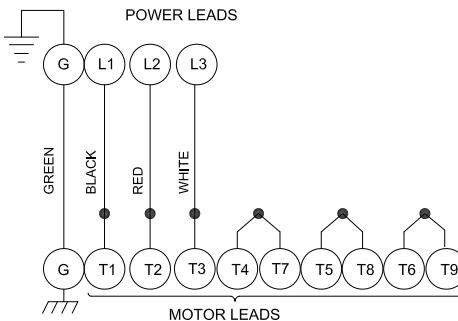 POWER LEADS
G L1 L2 L3
GREEN
BLACK
RED
WHITE
G T1 T2 T3 T4 T7 T5 T8 T6 T9
MOTOR LEADS